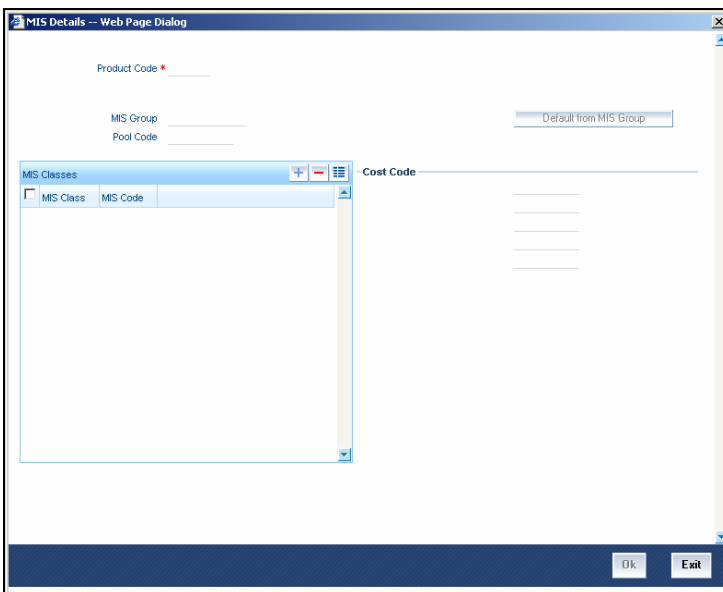 MIS Details -- Web Page Dialog
Product Code *
MIS Group
Default from MIS Group
Pool Code
MIS Classes
Cost Code
MIS Class MIS Code
Ok Exit